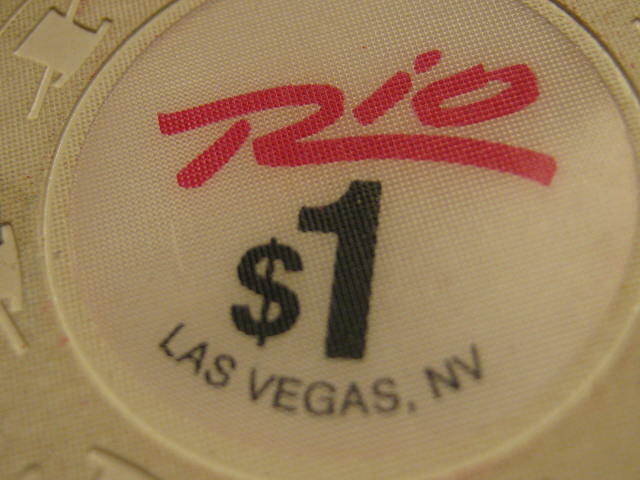 Rio
$1
LAS VEGAS, NV